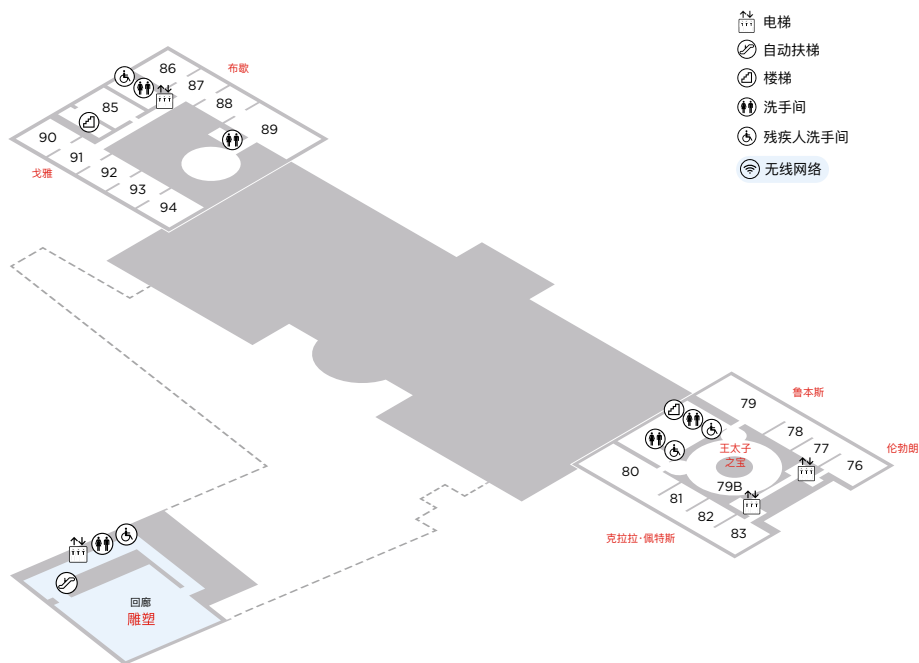 电梯
自动扶梯
楼梯
洗手间
残疾人洗手间
无线网络
86
布歇
87
85
88
89
90
91
92
戈雅
93
94
鲁本斯
79
78
77
76
伦勃朗
王太子
之宝
79B
80
81
82
83
克拉拉·佩特斯
回廊
雕塑